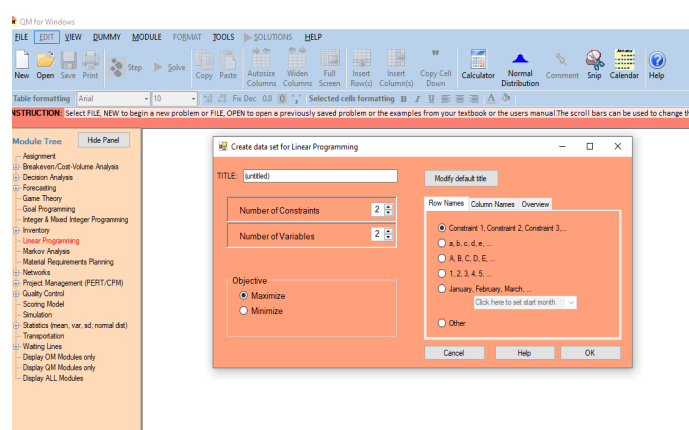 QM for Windows
FILE EDIT VIEW DUMMY MODULE FORMAT TOOLS SOLUTIONS HELP
New Open Save Print Step Solve Copy Paste Autosize Columns Widen Columns Full Screen Insert Row(s) Insert Column(s) Copy Cell Down Calculator Normal Distribution Comment Snip Calendar Help
Table formatting Arial 10 Fix Dec 0.0 Selected cells formatting B I U
INSTRUCTION: Select FILE, NEW to begin a new problem or FILE, OPEN to open a previously saved problem or the examples from your textbook or the users manual.The scroll bars can be used to change th
Module Tree Hide Panel
Assignment
Breakeven/Cost-Volume Analysis
Decision Analysis
Forecasting
Game Theory
Goal Programming
Integer & Mixed Integer Programming
Inventory
Linear Programming
Markov Analysis
Material Requirements Planning
Networks
Project Management (PERT/CPM)
Quality Control
Scoring Model
Simulation
Statistics (mean, var, sd; normal dist)
Transportation
Waiting Lines
Display OM Modules only
Display QM Modules only
Display ALL Modules
Create data set for Linear Programming
TITLE: (untitled)
Modify default title
Number of Constraints 2
Number of Variables 2
Objective
Maximize
Minimize
Row Names Column Names Overview
Constraint 1, Constraint 2, Constraint 3,...
a, b, c, d, e, ...
A, B, C, D, E, ...
1, 2, 3, 4, 5, ...
January, February, March, ...
Click here to set start month
Other
Cancel Help OK